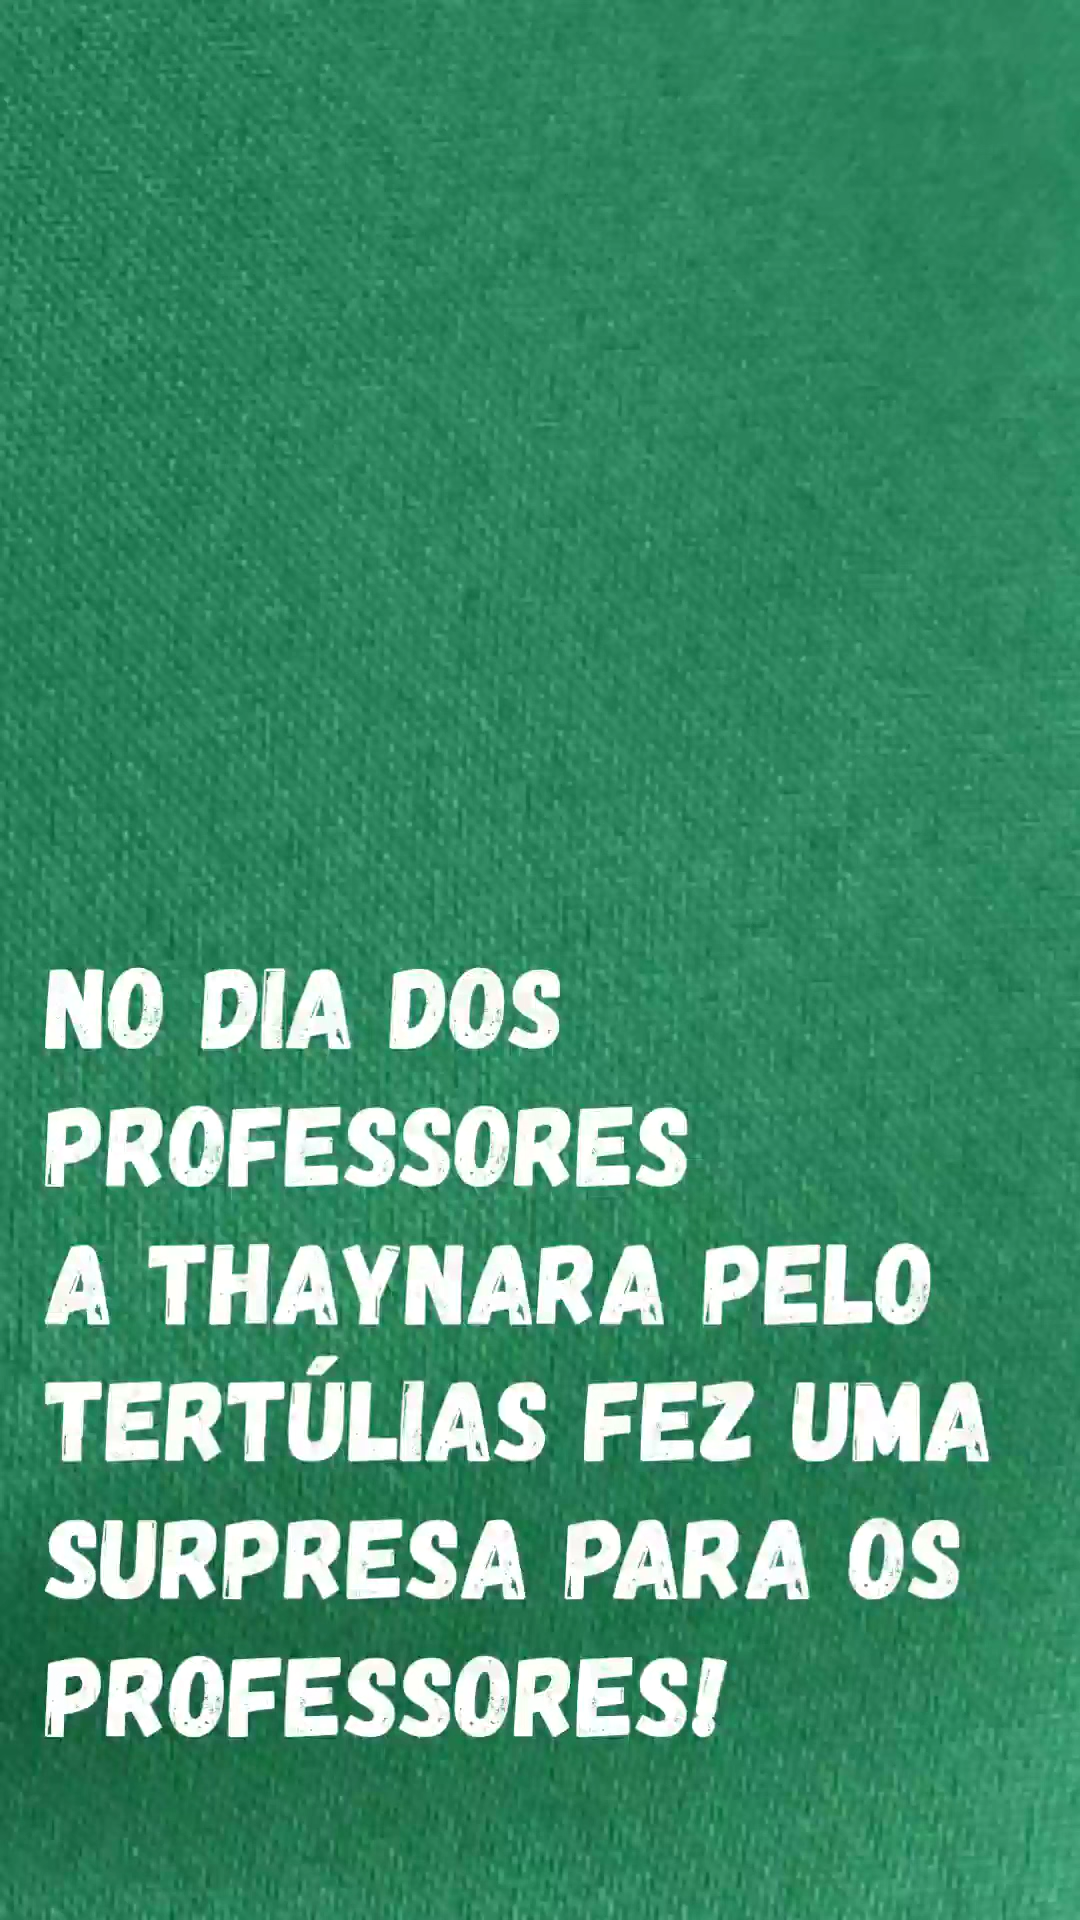 NO DIA DOS
PROFESSORES
A THAYNARA PELO
TERTÚLIAS FEZ UMA
SURPRESA PARA OS
PROFESSORES!